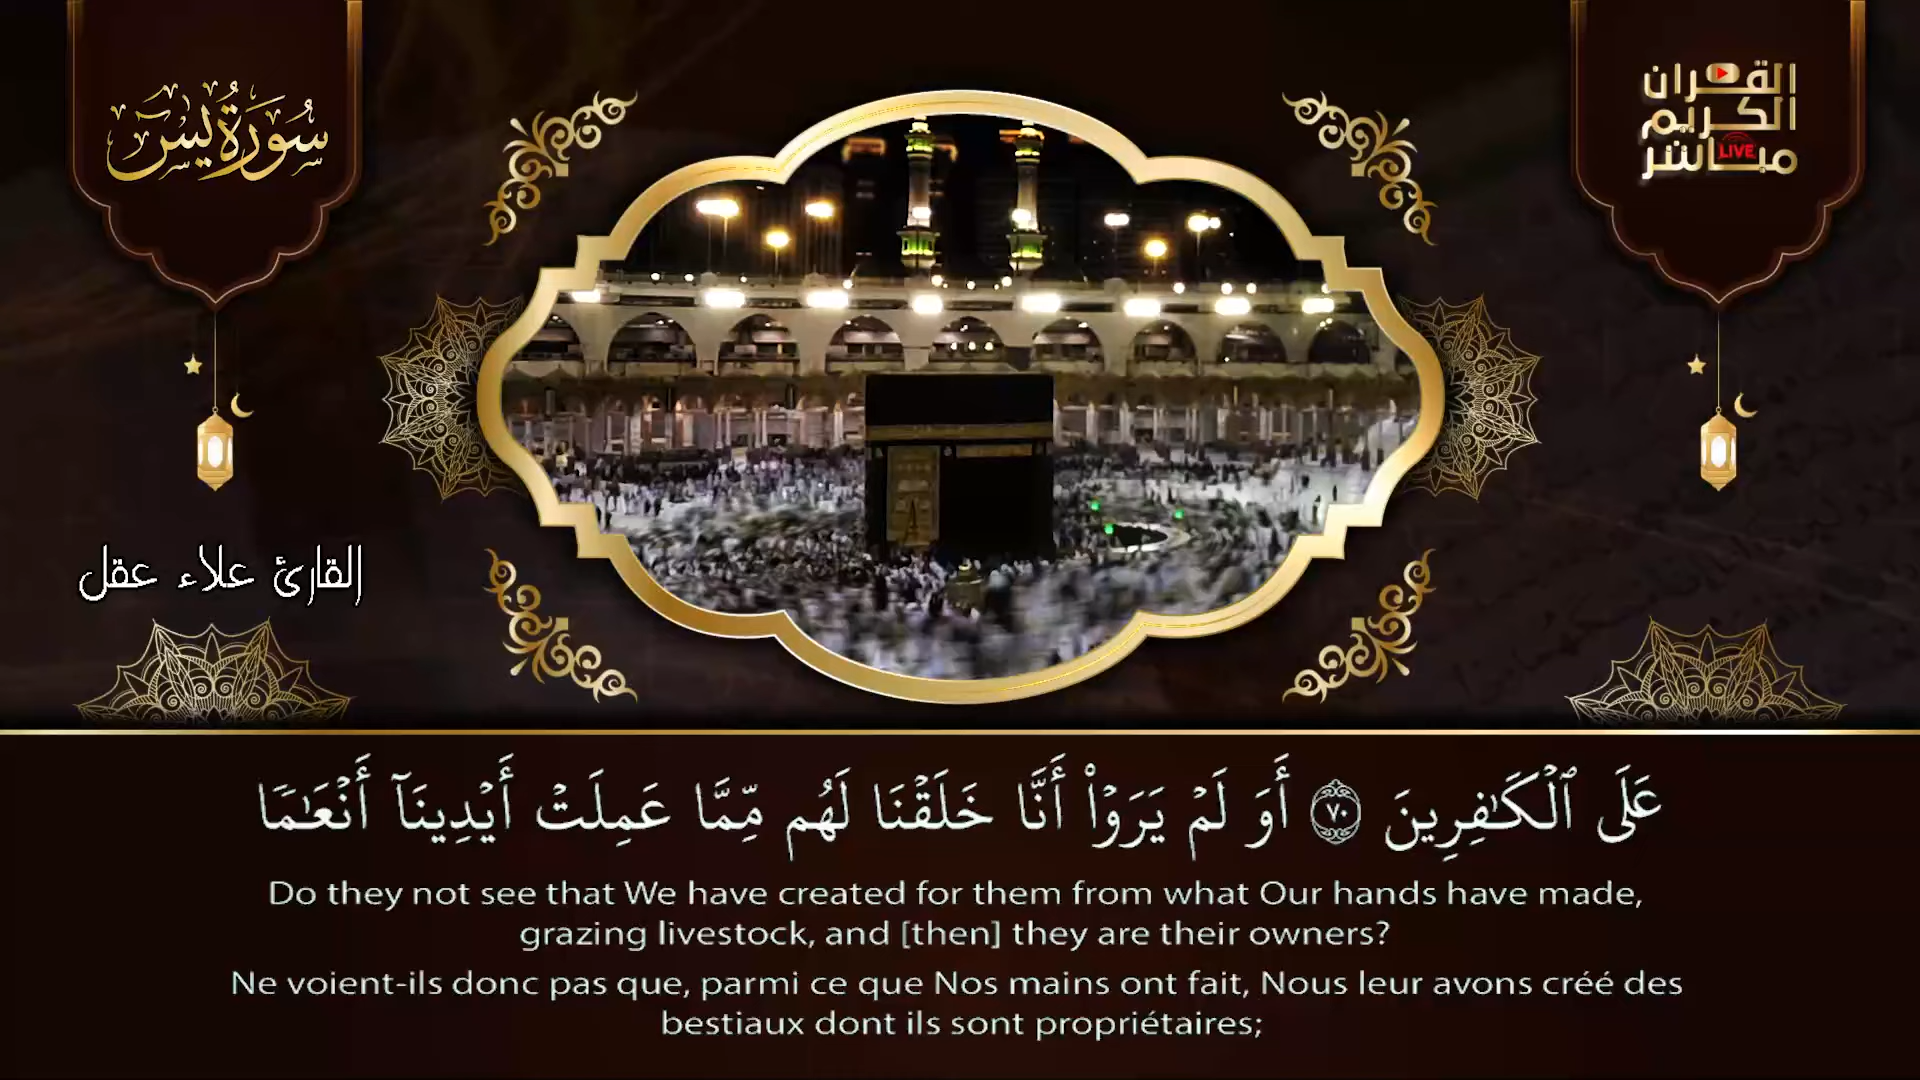 سُورَةُ يس
القرآن
الكريم
مباشر
LIVE
القارئ علاء عقل
عَلَى ٱلْكَـٰفِرِينَ ٧٠ أَوَ لَمْ يَرَوْا۟ أَنَّا خَلَقْنَا لَهُم مِّمَّا عَمِلَتْ أَيْدِينَآ أَنْعَـٰمًا
Do they not see that We have created for them from what Our hands have made,
grazing livestock, and [then] they are their owners?
Ne voient-ils donc pas que, parmi ce que Nos mains ont fait, Nous leur avons créé des
bestiaux dont ils sont propriétaires;